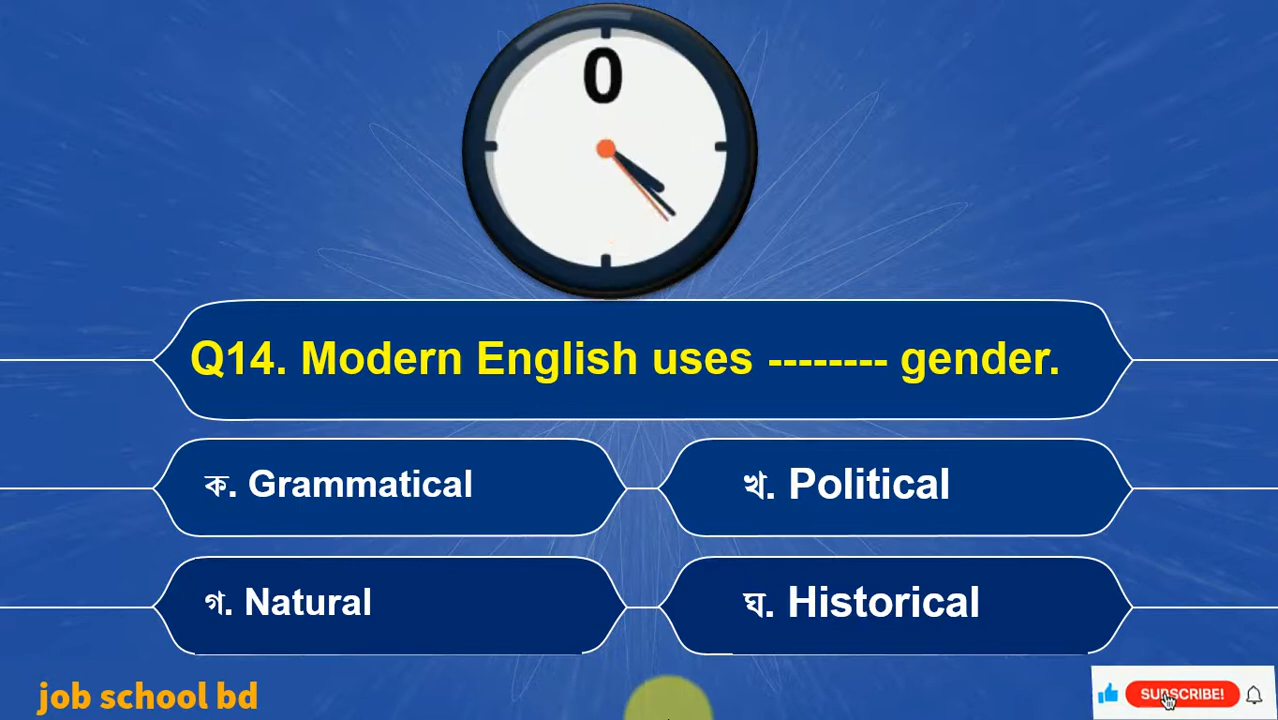 0
Q14. Modern English uses -------- gender.
ক. Grammatical
খ. Political
গ. Natural
ঘ. Historical
job school bd
SUBSCRIBE!